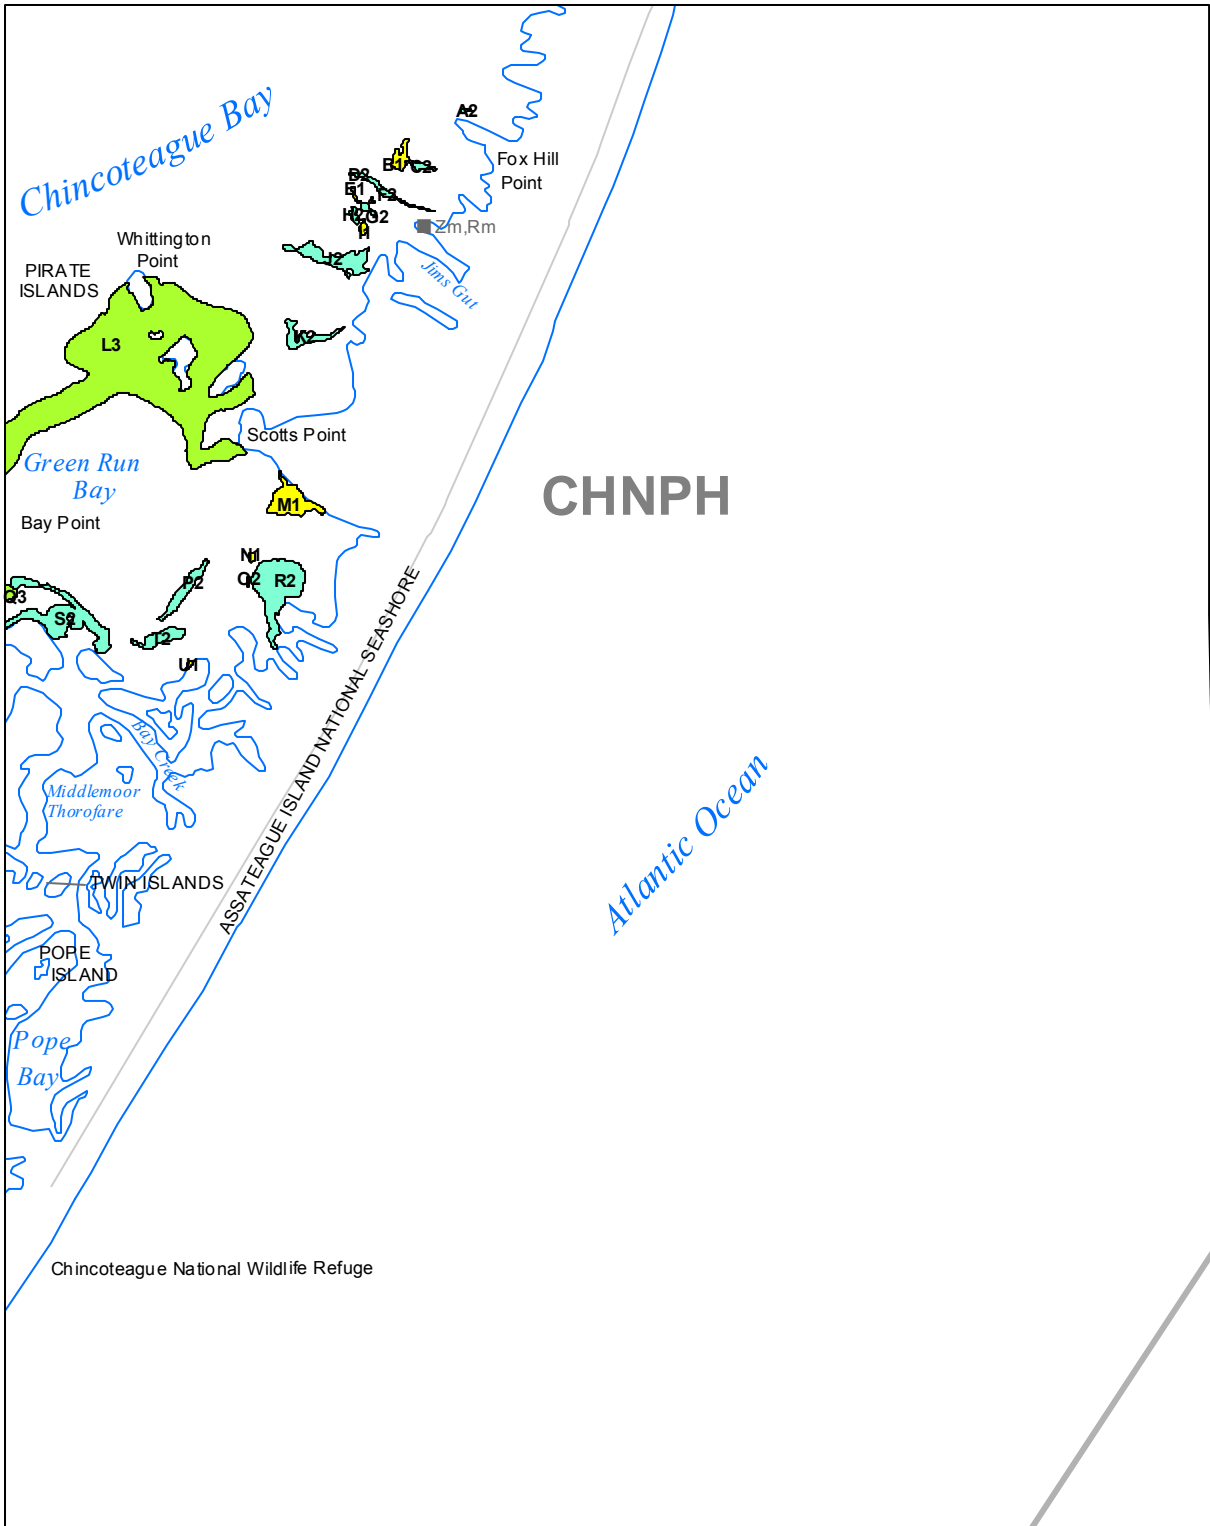 Chincoteague Bay
A2
Fox Hill
Point
B1
C2
D2
E1
F2
H2
G2
Zm,Rm
Whittington
Point
J2
Jims Gut
PIRATE
ISLANDS
K2
L3
Scotts Point
Green Run
Bay
M1
CHNPH
Bay Point
N1
O2
R2
P2
Q3
S2
T2
U1
ASSATEAGUE ISLAND NATIONAL SEASHORE
Bay Creek
Middlemoor
Thorofare
Atlantic Ocean
TWIN ISLANDS
POPE
ISLAND
Pope
Bay
Chincoteague National Wildlife Refuge